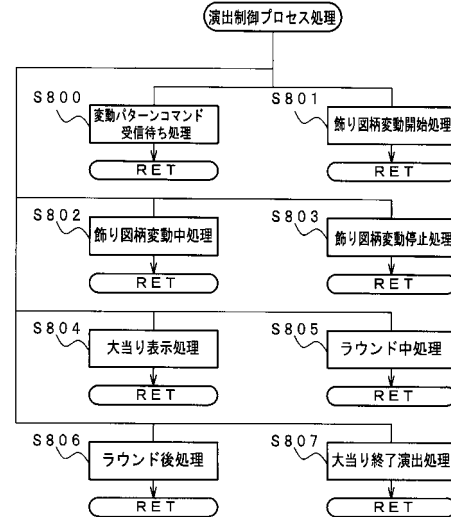 演出制御プロセス処理
S800
変動パターンコマンド
受信待ち処理
RET
S801
飾り図柄変動開始処理
RET
S802
飾り図柄変動中処理
RET
S803
飾り図柄変動停止処理
RET
S804
大当り表示処理
RET
S805
ラウンド中処理
RET
S806
ラウンド後処理
RET
S807
大当り終了演出処理
RET